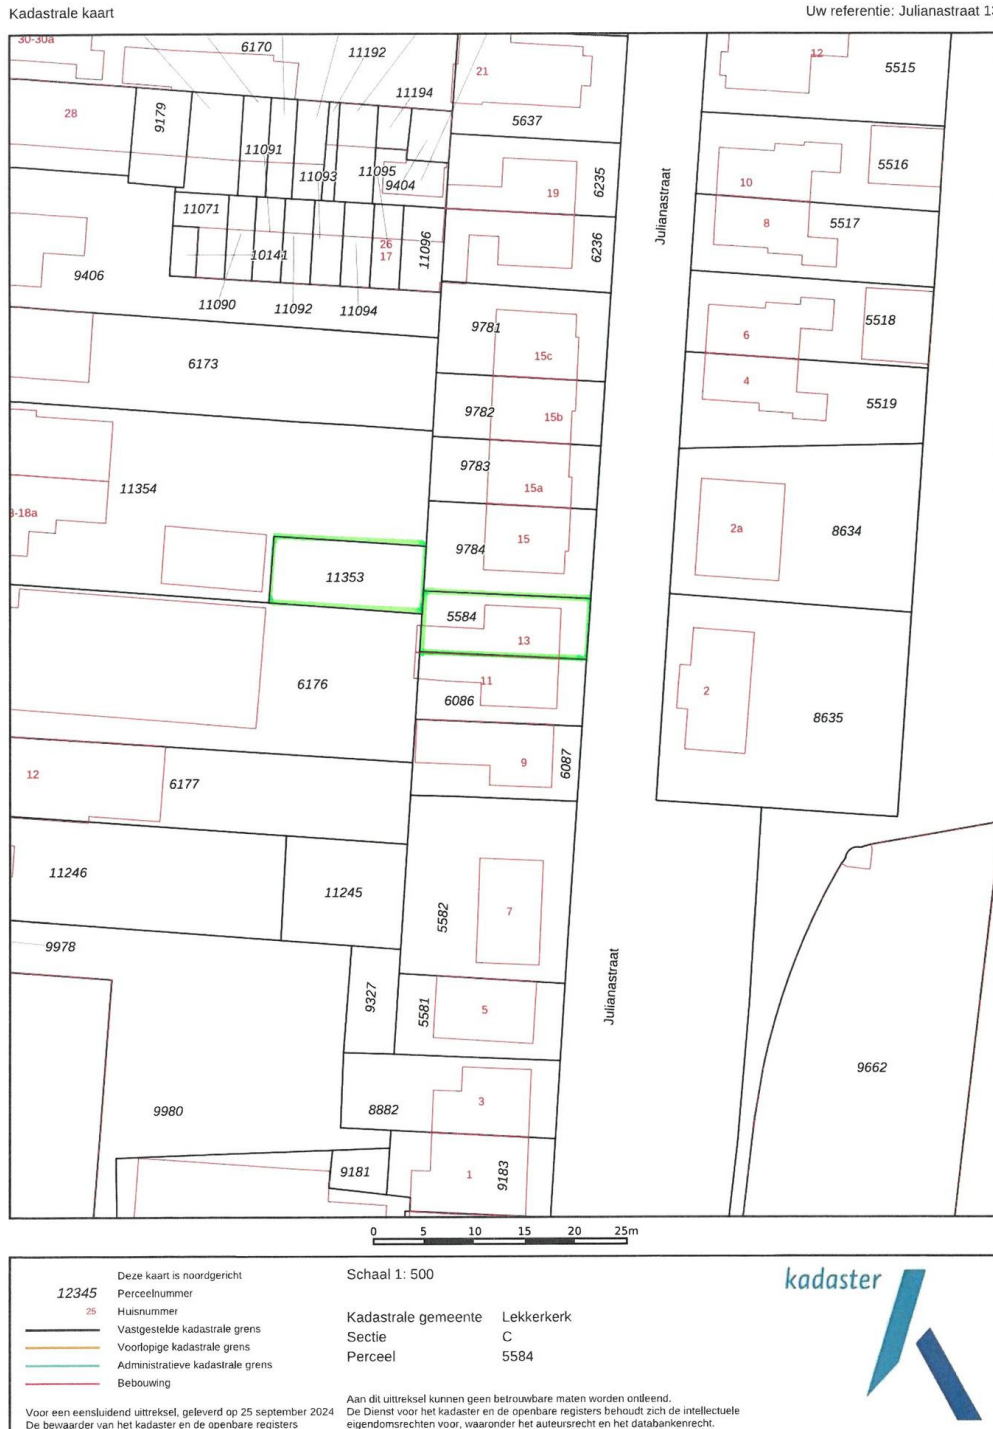 Kadastrale kaart
Uw referentie: Julianastraat 13
30-30a
6170
11192
12
5515
21
11194
28
9179
5637
11091
11093
11095
9404
5516
10
19
6235
Julianastraat
11071
8
5517
26
17
11096
6236
10141
9406
11090
11092
11094
9781
5518
6
15c
6173
4
9782
15b
5519
9783
15a
11354
8-18a
9784
15
2a
8634
11353
5584
13
11
6176
6086
2
8635
9
6087
12
6177
11246
11245
5582
7
9978
Julianastraat
9327
5581
5
9662
9980
8882
3
9181
1
9183
0 5 10 15 20 25m
Deze kaart is noordgericht
12345 Perceelnummer
25 Huisnummer
Vastgestelde kadastrale grens
Voorlopige kadastrale grens
Administratieve kadastrale grens
Bebouwing
Voor een eensluidend uittreksel, geleverd op 25 september 2024
De bewaarder van het kadaster en de openbare registers
Schaal 1: 500
Kadastrale gemeente Lekkerkerk
Sectie C
Perceel 5584
Aan dit uittreksel kunnen geen betrouwbare maten worden ontleend.
De Dienst voor het kadaster en de openbare registers behoudt zich de intellectuele
eigendomsrechten voor, waaronder het auteursrecht en het databankenrecht.
kadaster